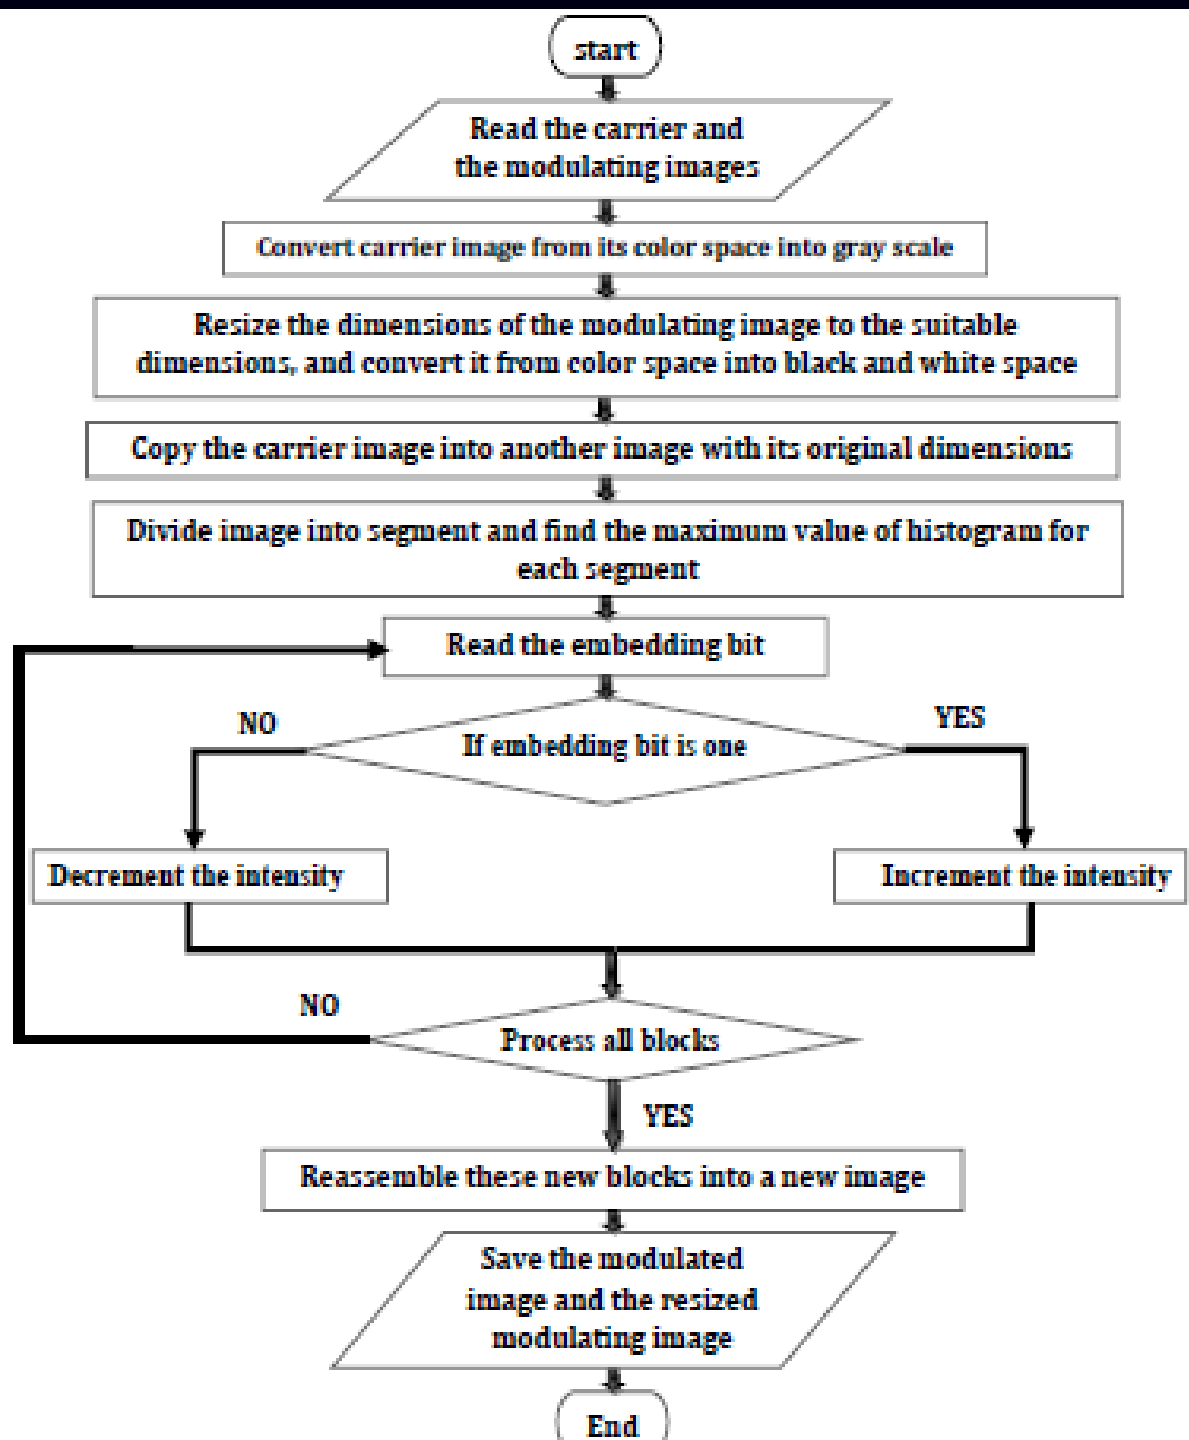 start
Read the carrier and
the modulating images
Convert carrier image from its color space into gray scale
Resize the dimensions of the modulating image to the suitable
dimensions, and convert it from color space into black and white space
Copy the carrier image into another image with its original dimensions
Divide image into segment and find the maximum value of histogram for
each segment
Read the embedding bit
NO
YES
If embedding bit is one
Decrement the intensity
Increment the intensity
NO
Process all blocks
YES
Reassemble these new blocks into a new image
Save the modulated
image and the resized
modulating image
End